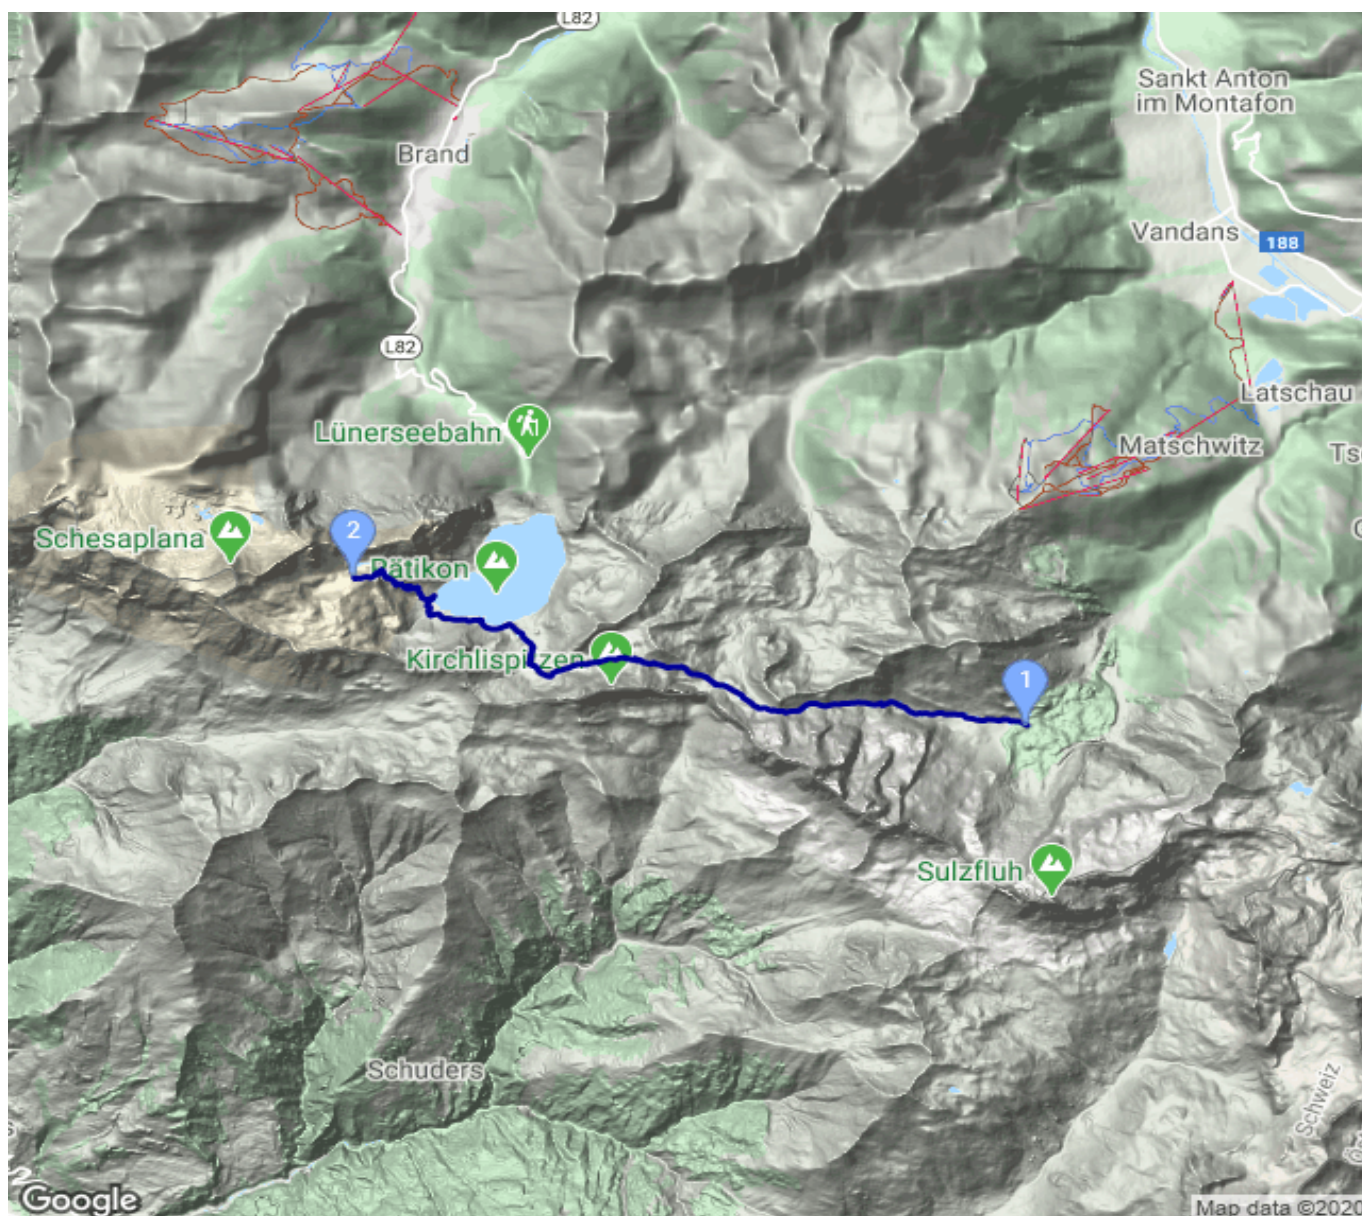 L82
Sankt Anton
im Montafon
Brand
Vandans
188
L82
Latschau
Lünerseebahn
Matschwitz
Schesaplana
2
Rätikon
Kirchlispitzen
1
Sulzfluh
Schuders
Schweiz
Google
Map data ©2020